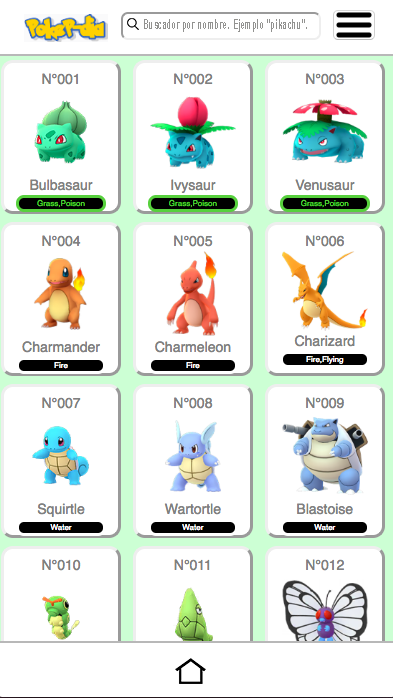 PokeP-dia
Buscador por nombre. Ejemplo "pikachu".
N°001 N°002 N°003
Bulbasaur Ivysaur Venusaur
Grass,Poison Grass,Poison Grass,Poison
N°004 N°005 N°006
Charmander Charmeleon Charizard
Fire Fire Fire,Flying
N°007 N°008 N°009
Squirtle Wartortle Blastoise
Water Water Water
N°010 N°011 N°012